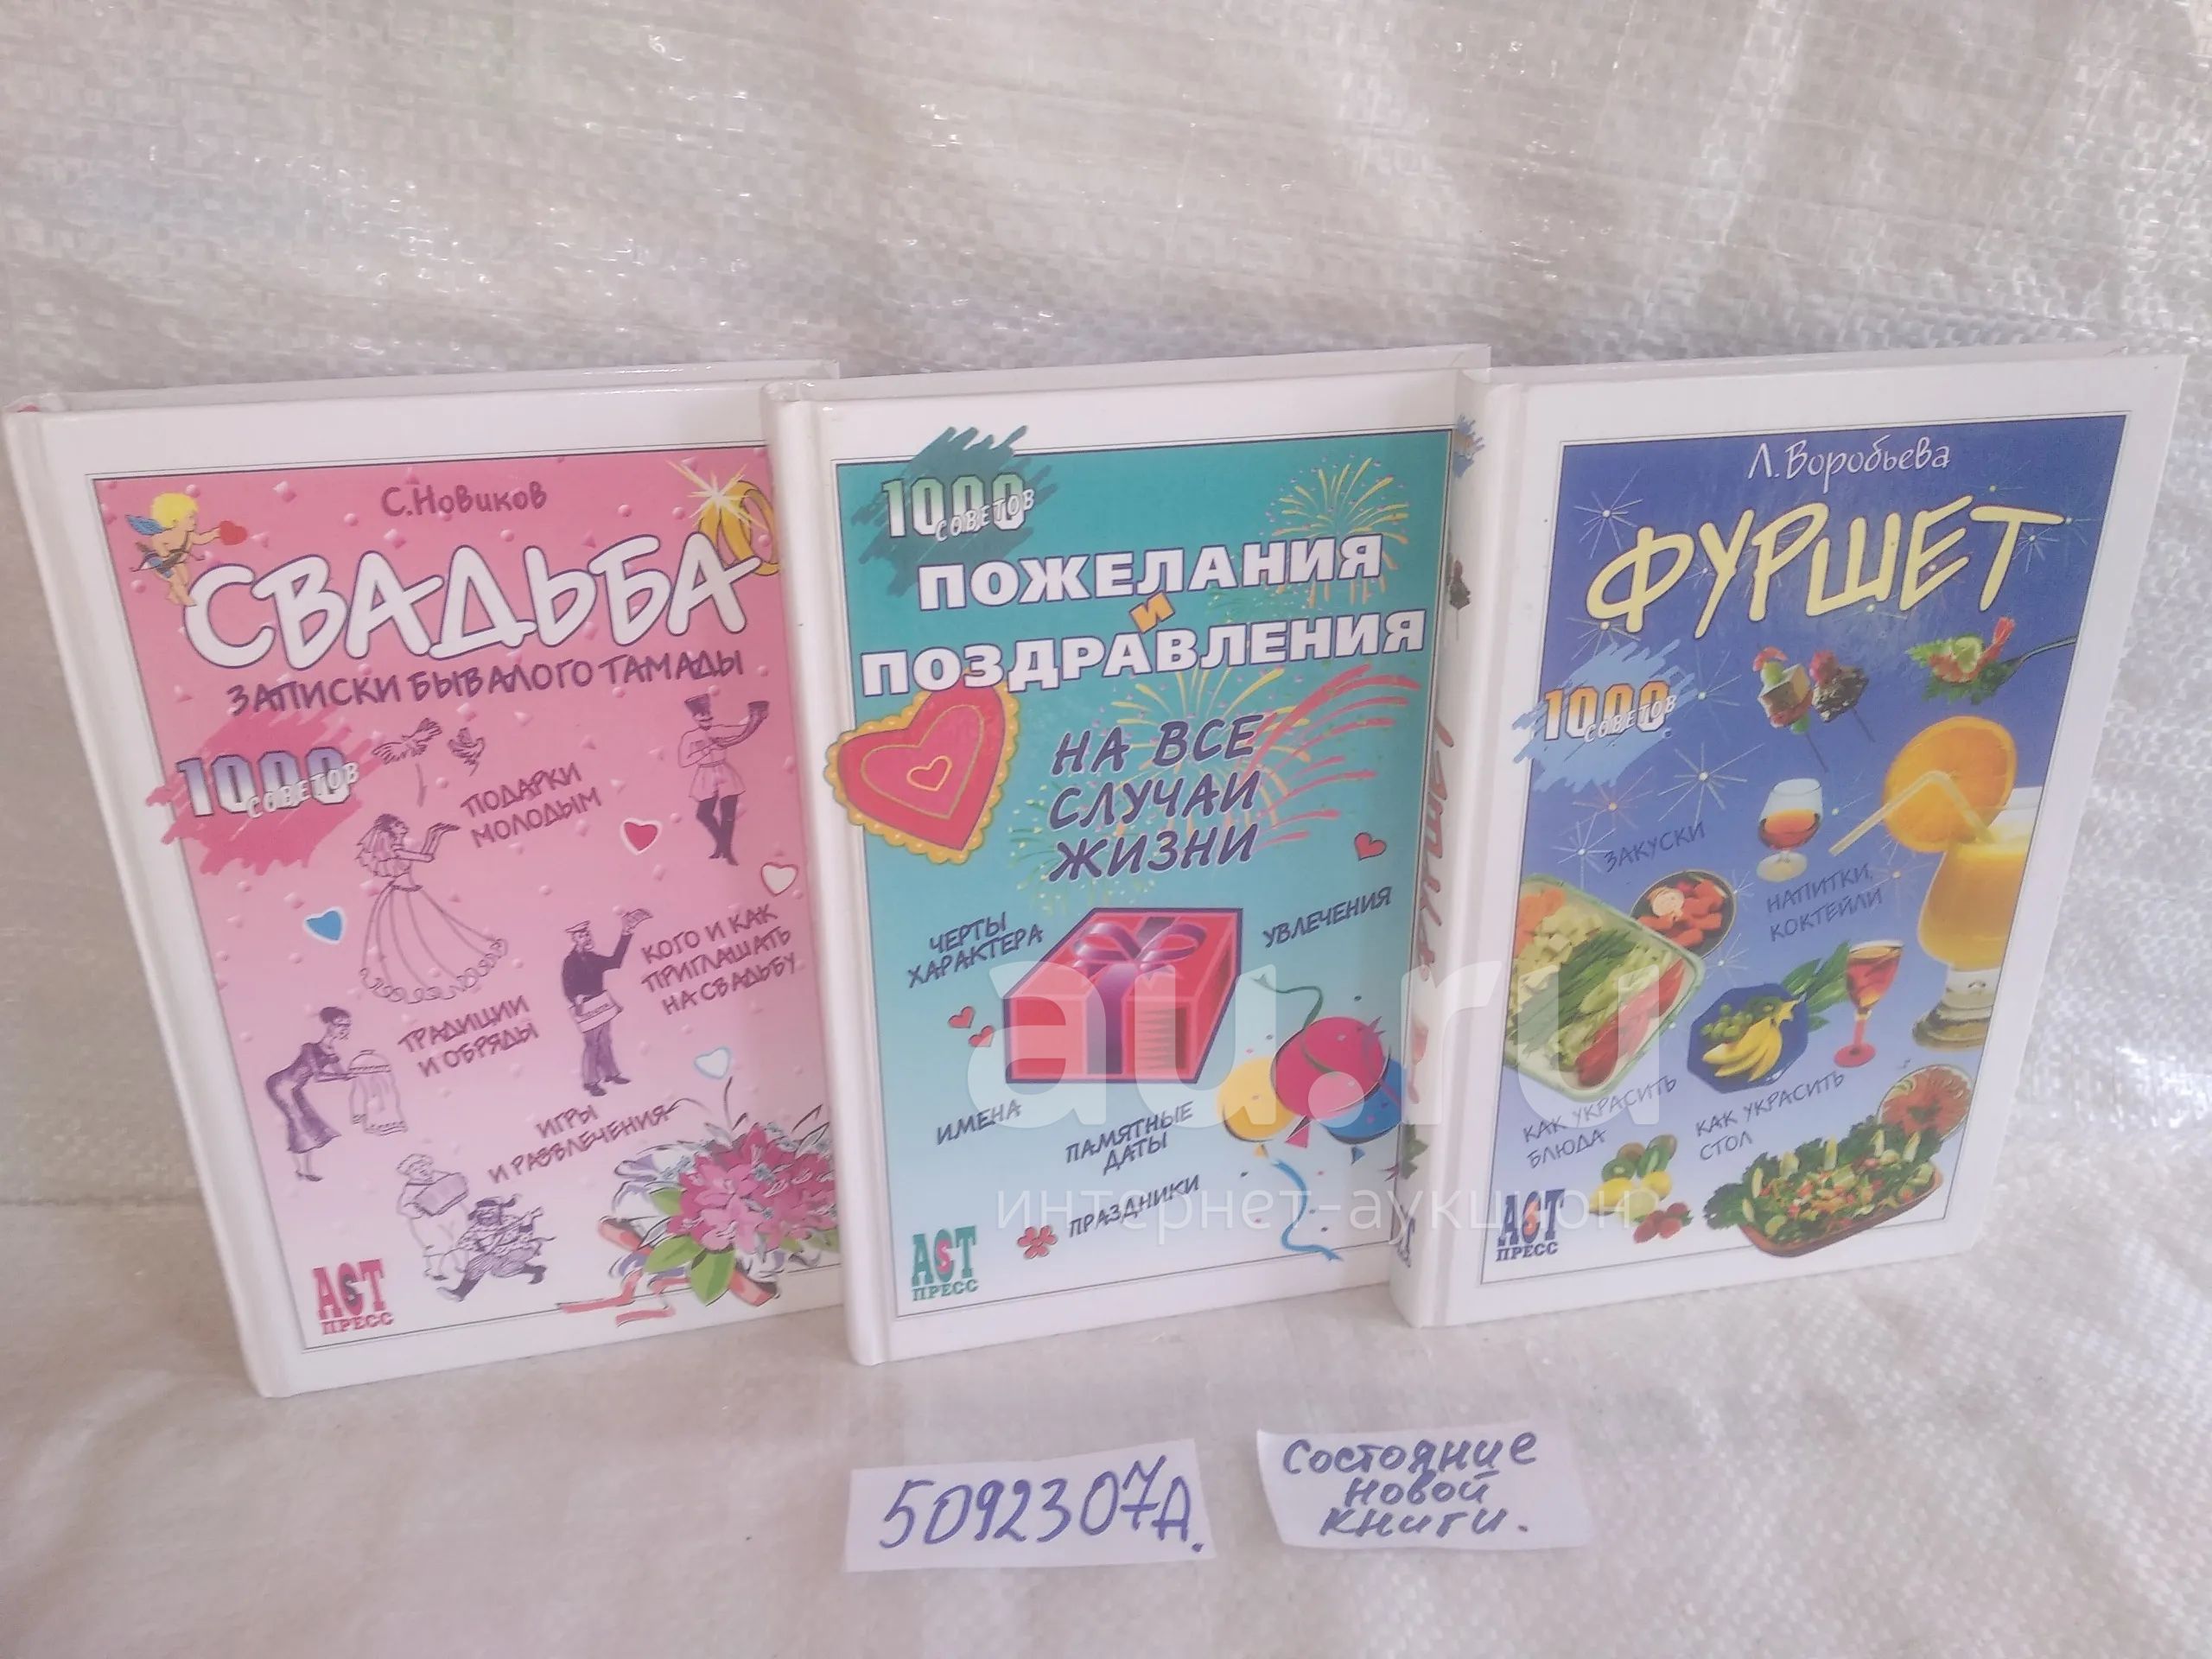 С.Новиков
СВАДЬБА
ЗАПИСКИ БЫВАЛОГО ТАМАДЫ
1000
СОВЕТОВ
ПОДАРКИ
МОЛОДЫМ
КОГО И КАК
ПРИГЛАШАТЬ
НА СВАДЬБУ
ТРАДИЦИИ
И ОБРЯДЫ
ИГРЫ
И РАЗВЛЕЧЕНИЯ
АСТ
ПРЕСС
1000
СОВЕТОВ
ПОЖЕЛАНИЯ
И
ПОЗДРАВЛЕНИЯ
НА ВСЕ
СЛУЧАИ
ЖИЗНИ
ЧЕРТЫ
ХАРАКТЕРА
УВЛЕЧЕНИЯ
ИМЕНА
ПАМЯТНЫЕ
ДАТЫ
ПРАЗДНИКИ
АСТ
ПРЕСС
Л.Воробьева
ФУРШЕТ
1000
СОВЕТОВ
ЗАКУСКИ
НАПИТКИ,
КОКТЕЙЛИ
КАК УКРАСИТЬ
БЛЮДА
КАК УКРАСИТЬ
СТОЛ
АСТ
ПРЕСС
au.ru
интернет-аукцион
5092307А.
Состояние
новой
книги.